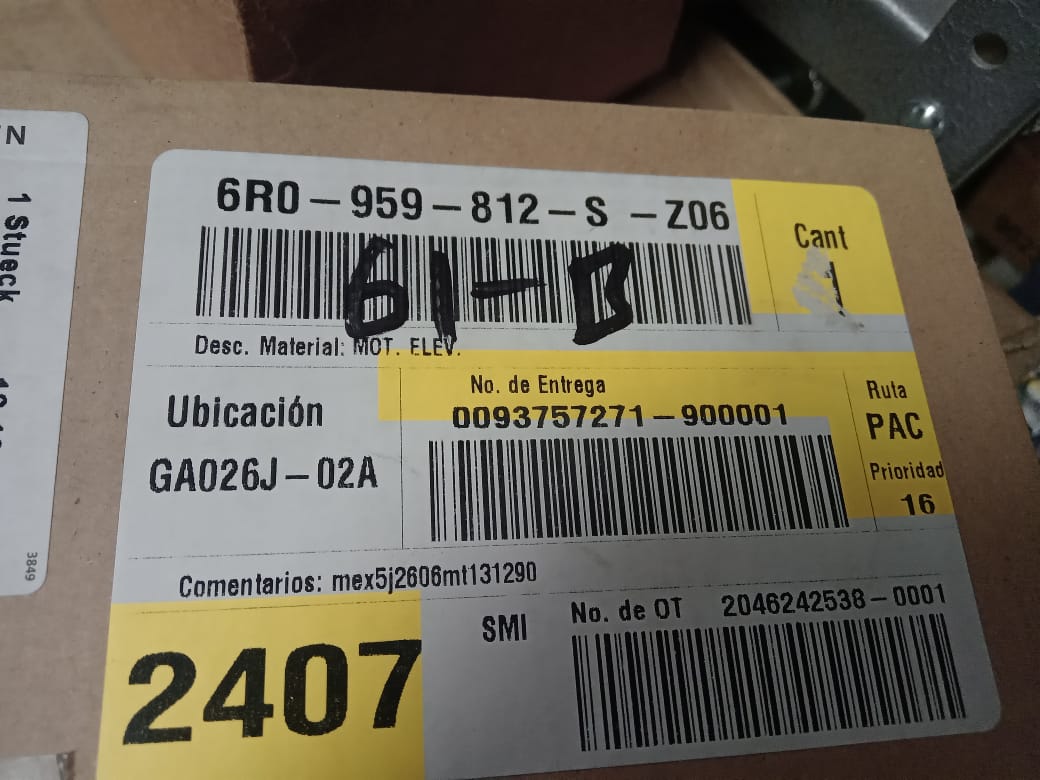 6R0-959-812-S -Z06
Cant
1
61-B
Desc. Material: MOT. ELEV.
No. de Entrega
0093757271-900001
Ruta
PAC
Prioridad
16
Ubicación
GA026J-02A
Comentarios: mex5j2606mt131290
2407
SMI
No. de OT 2046242538-0001
1 Stueck
3849